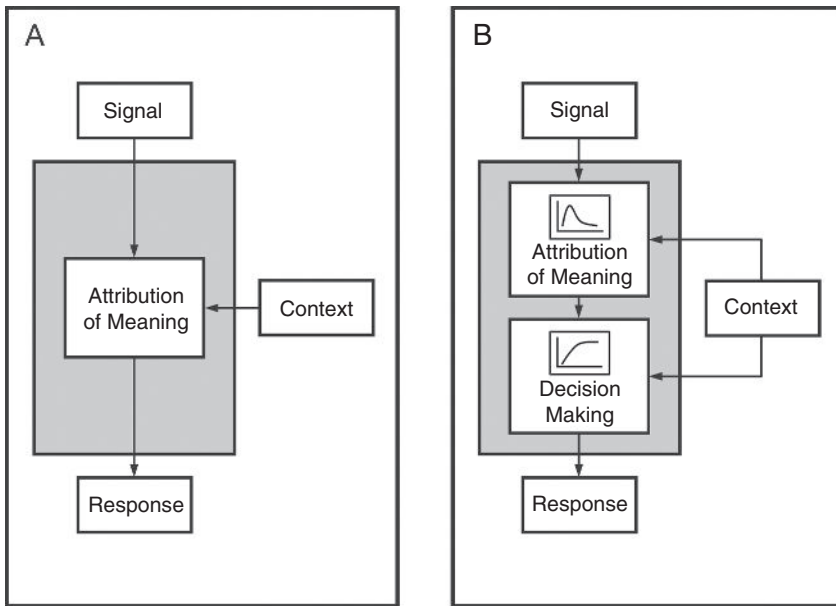 A
Signal
Attribution
of Meaning
Context
Response
B
Signal
Attribution
of Meaning
Context
Decision
Making
Response